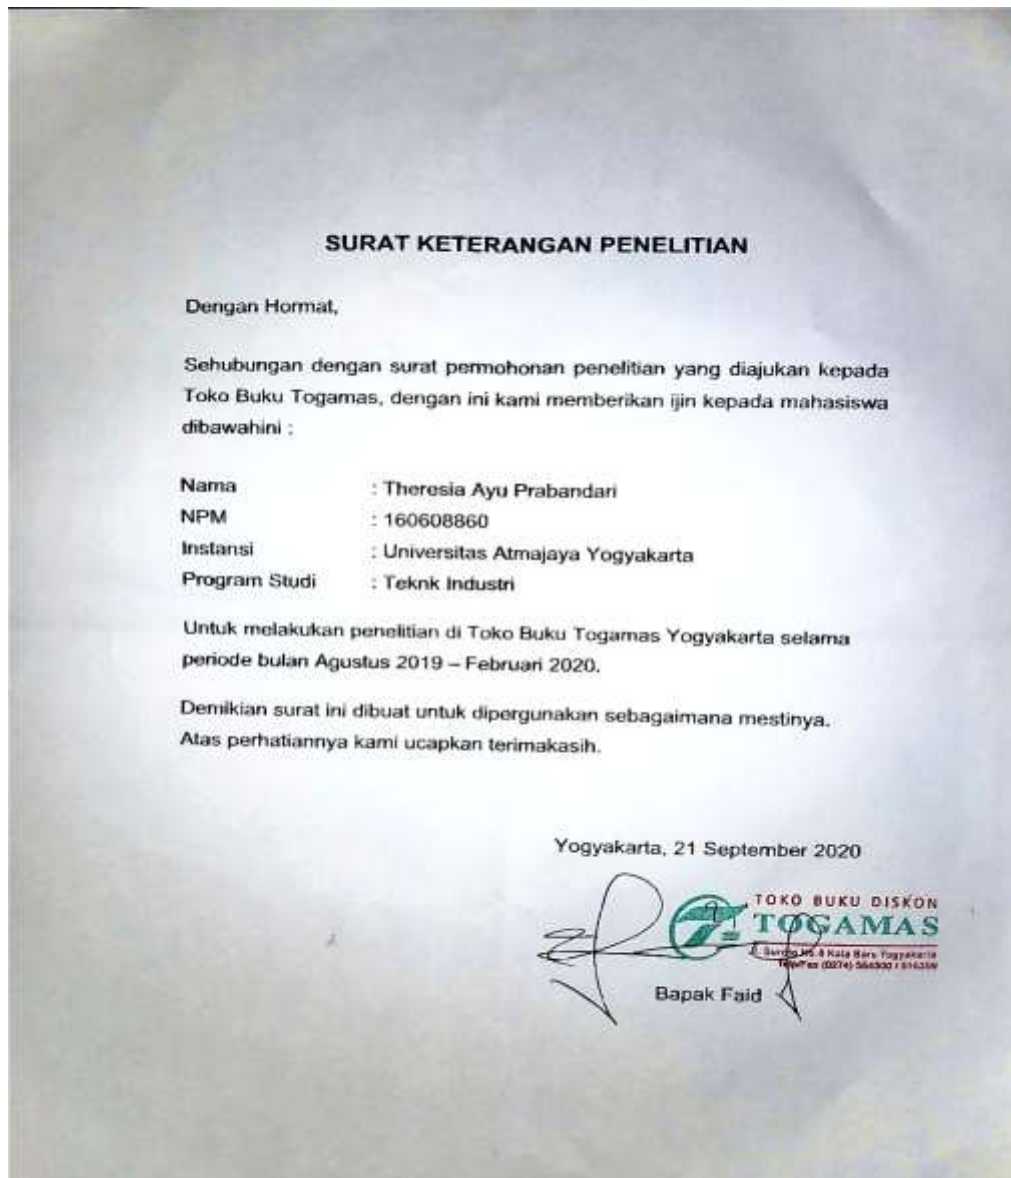 SURAT KETERANGAN PENELITIAN
Dengan Hormat,
Sehubungan dengan surat permohonan penelitian yang diajukan kepada
Toko Buku Togamas, dengan ini kami memberikan ijin kepada mahasiswa
dibawahini :
Nama : Theresia Ayu Prabandari
NPM : 160608860
Instansi : Universitas Atmajaya Yogyakarta
Program Studi : Teknk Industri
Untuk melakukan penelitian di Toko Buku Togamas Yogyakarta selama
periode bulan Agustus 2019 – Februari 2020.
Demikian surat ini dibuat untuk dipergunakan sebagaimana mestinya.
Atas perhatiannya kami ucapkan terimakasih.
Yogyakarta, 21 September 2020
TOKO BUKU DISKON
TOGAMAS
Kota Baru Yogyakarta
(0274)
Bapak Faid